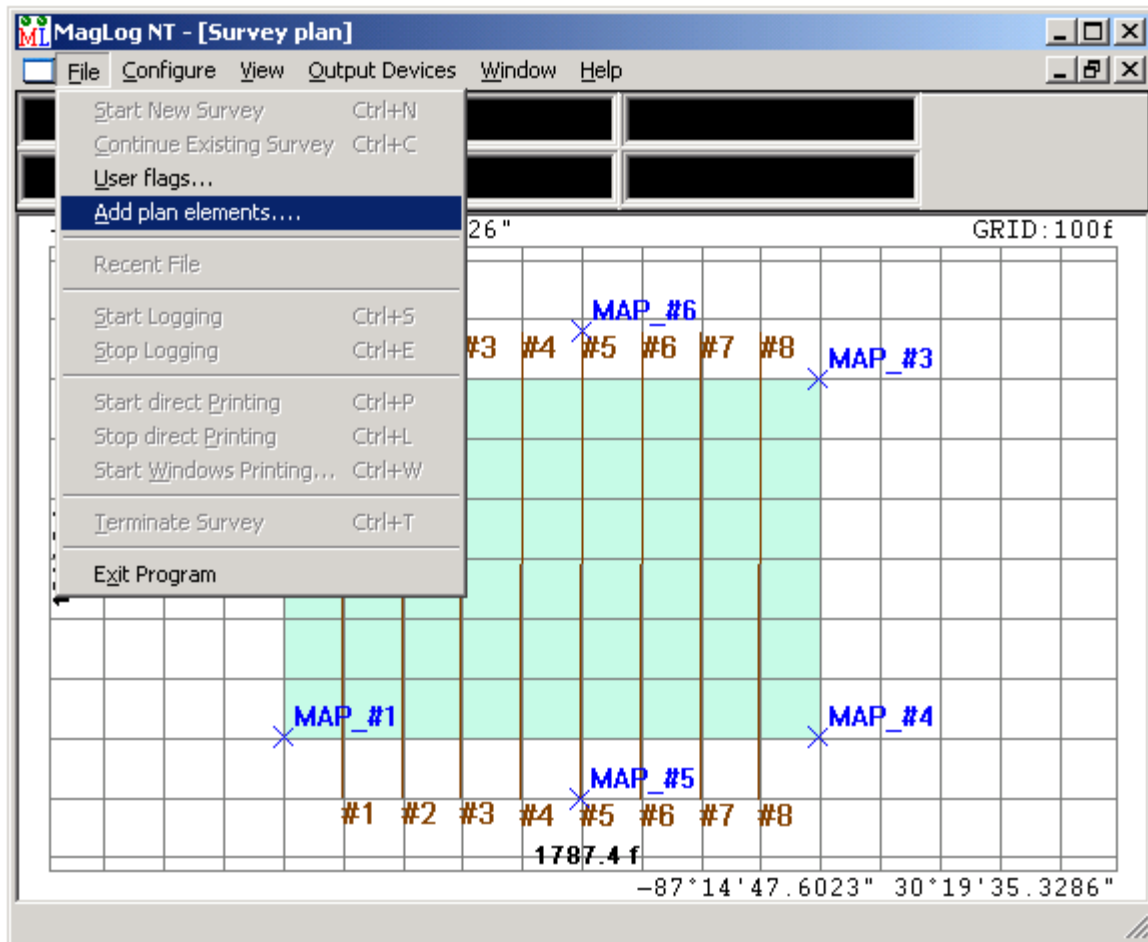 MagLog NT - [Survey plan]
File Configure View Output Devices Window Help
Start New Survey Ctrl+N
Continue Existing Survey Ctrl+C
User flags...
Add plan elements....
Recent File
Start Logging Ctrl+S
Stop Logging Ctrl+E
Start direct Printing Ctrl+P
Stop direct Printing Ctrl+L
Start Windows Printing... Ctrl+W
Terminate Survey Ctrl+T
Exit Program
26" GRID:100f
MAP_#6
#3 #4 #5 #6 #7 #8
MAP_#3
MAP_#1 MAP_#4
MAP_#5
#1 #2 #3 #4 #5 #6 #7 #8
1787.4 f
-87°14'47.6023" 30°19'35.3286"